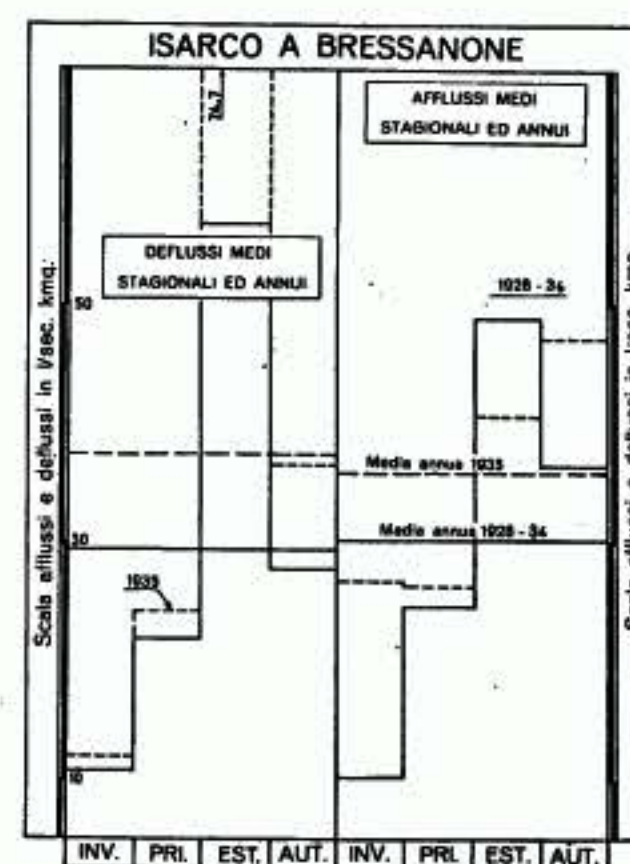 ISARCO A BRESSANONE
74.7
AFFLUSSI MEDI
STAGIONALI ED ANNUI
DEFLUSSI MEDI
STAGIONALI ED ANNUI
Scala afflussi e deflussi in l/sec. kmq.
50
1928 - 34
Media annua 1935
30
Media annua 1928 - 34
1935
10
INV. PRI. EST. AUT. INV. PRI. EST. AUT.